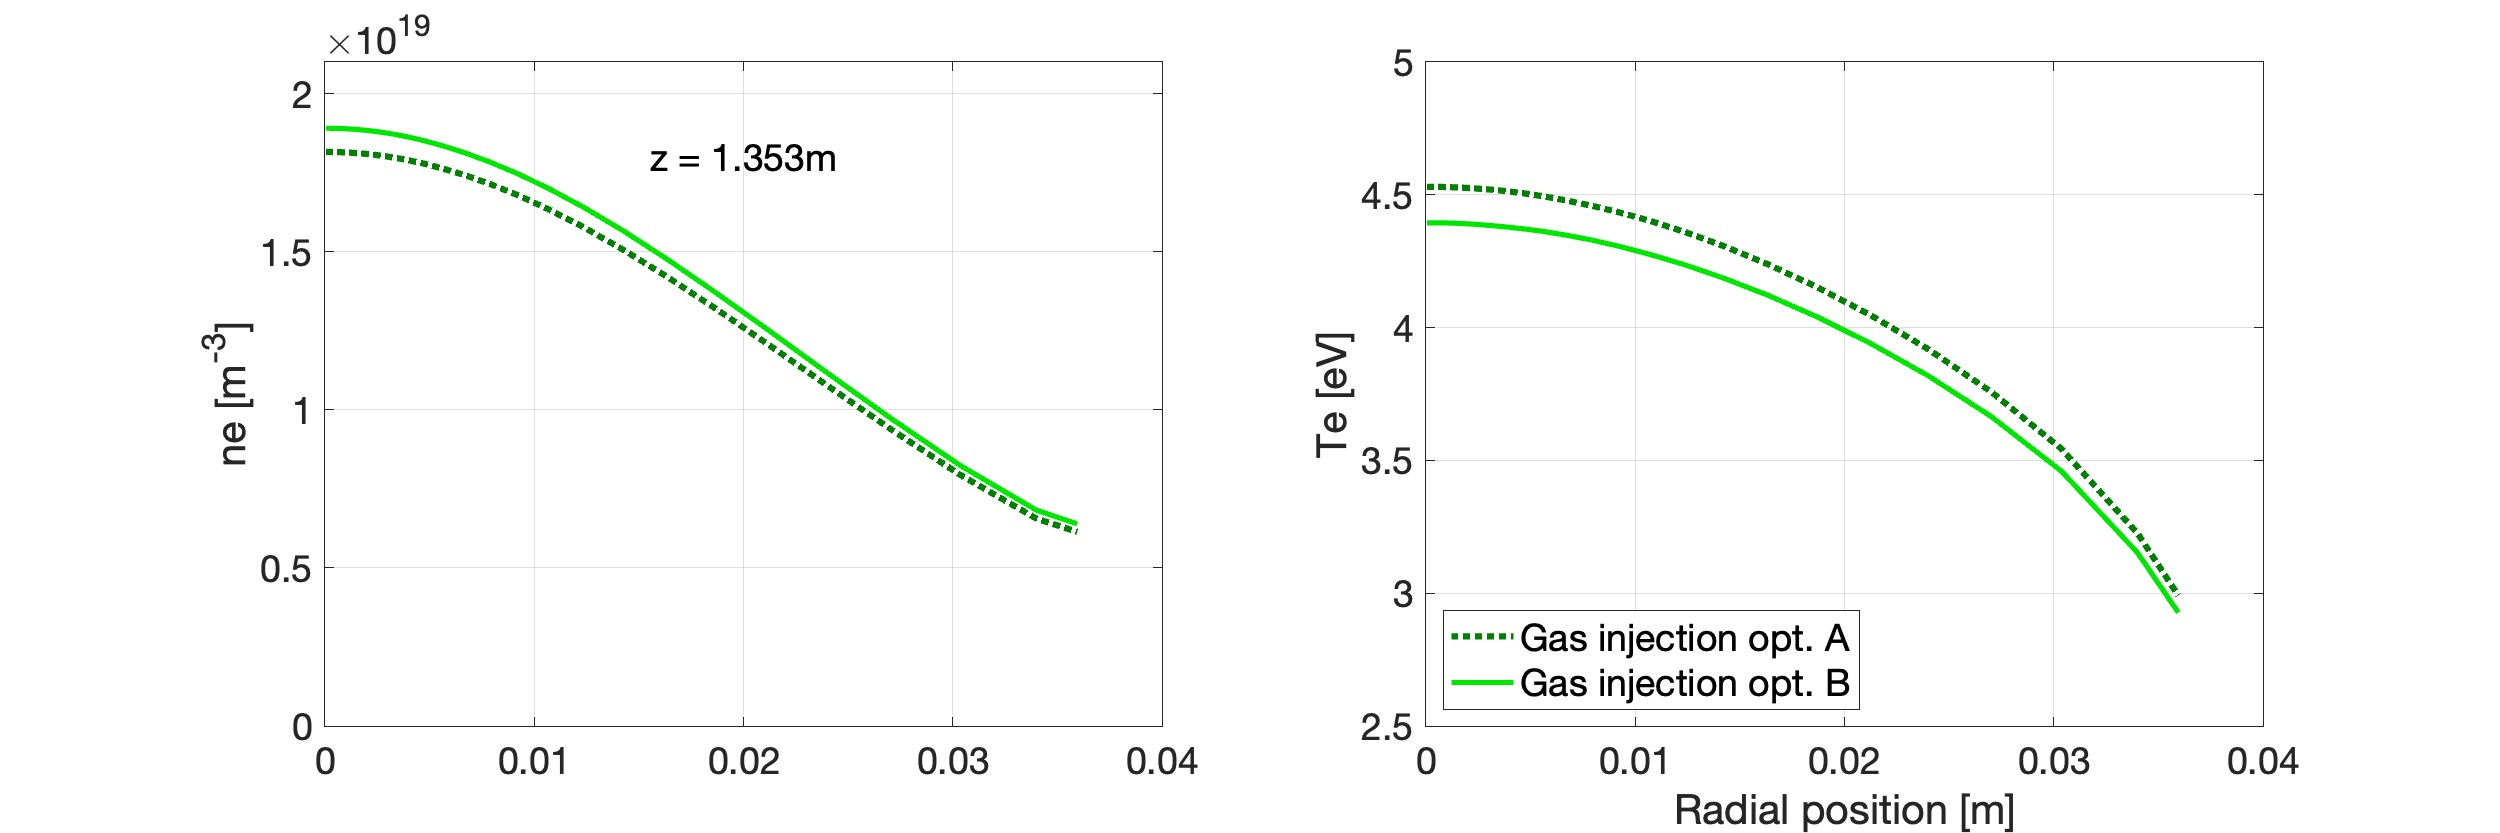 ×10^19
2
1.5
1
0.5
0
ne [m^-3]
z = 1.353m
0 0.01 0.02 0.03 0.04
5
4.5
4
3.5
3
2.5
Te [eV]
Gas injection opt. A
Gas injection opt. B
0 0.01 0.02 0.03 0.04
Radial position [m]